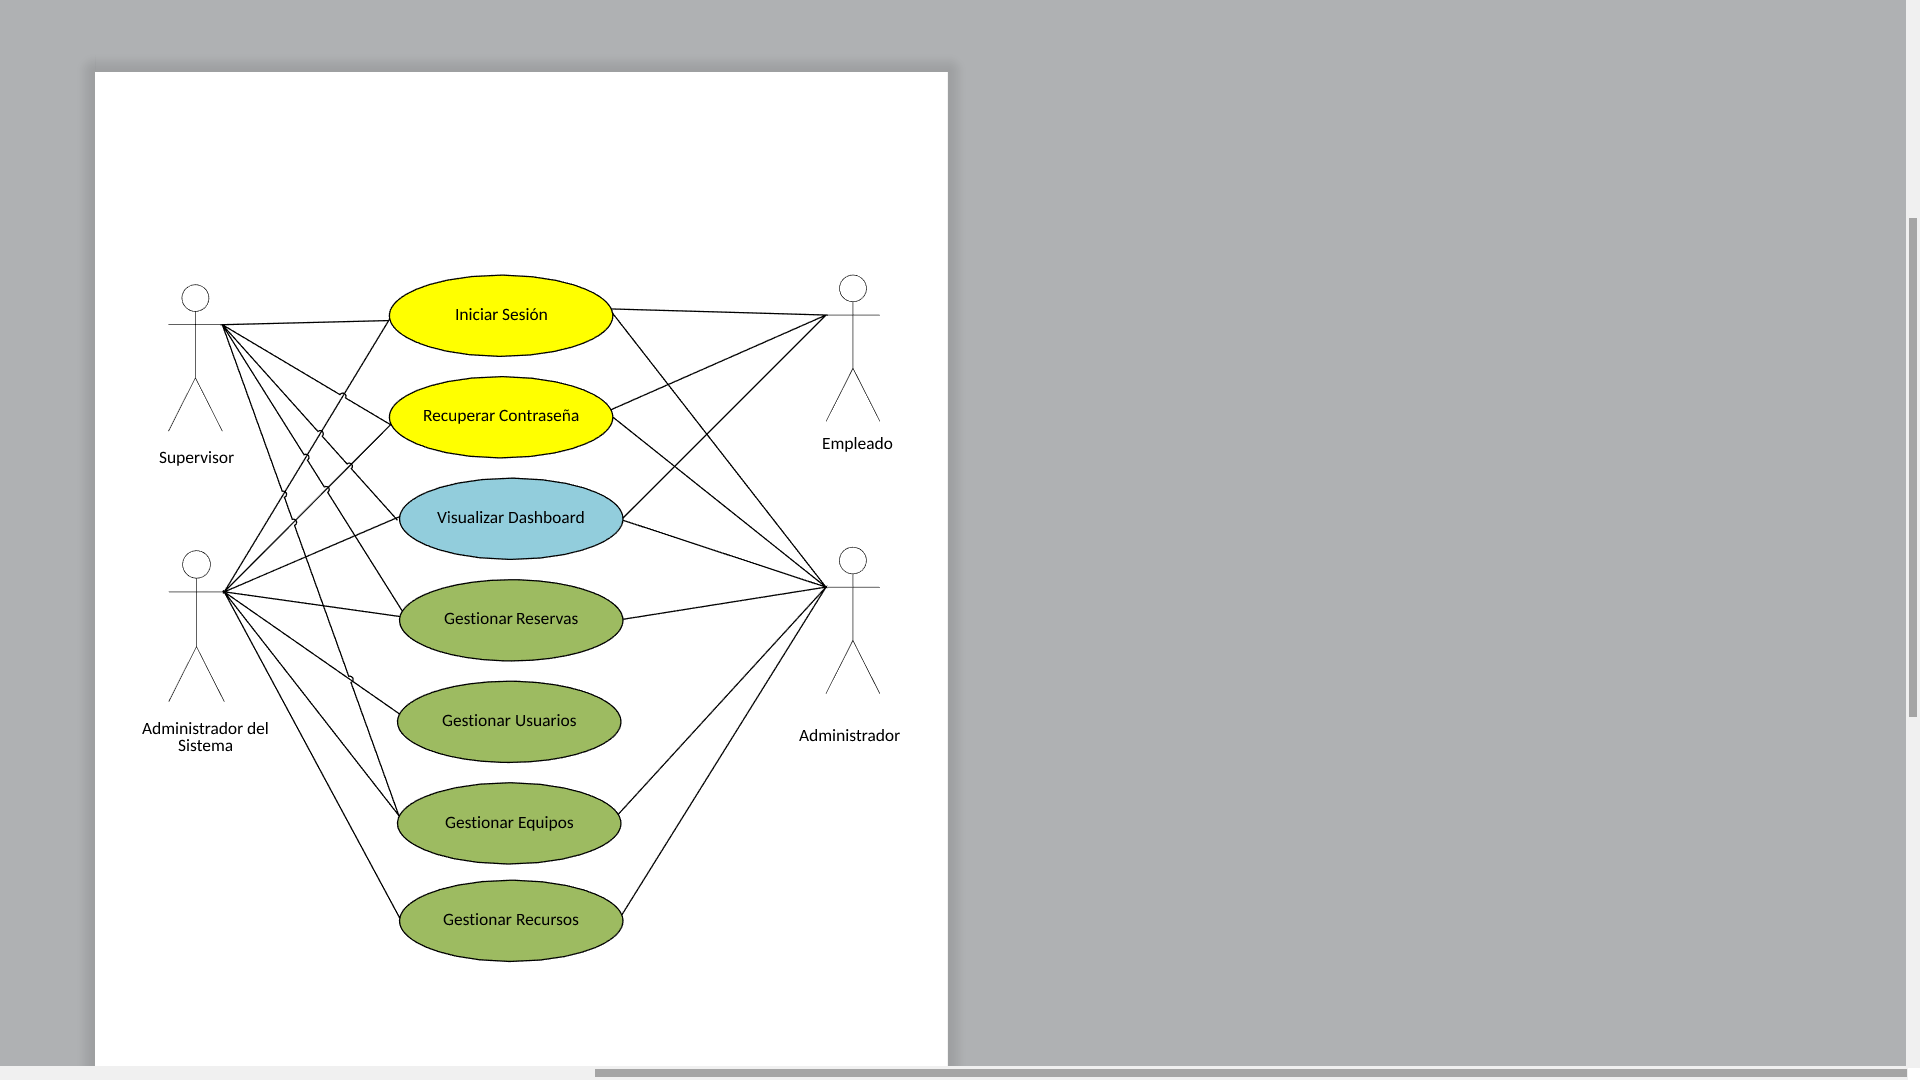 Iniciar Sesión
Recuperar Contraseña
Empleado
Supervisor
Visualizar Dashboard
Gestionar Reservas
Gestionar Usuarios
Administrador del
Sistema
Administrador
Gestionar Equipos
Gestionar Recursos